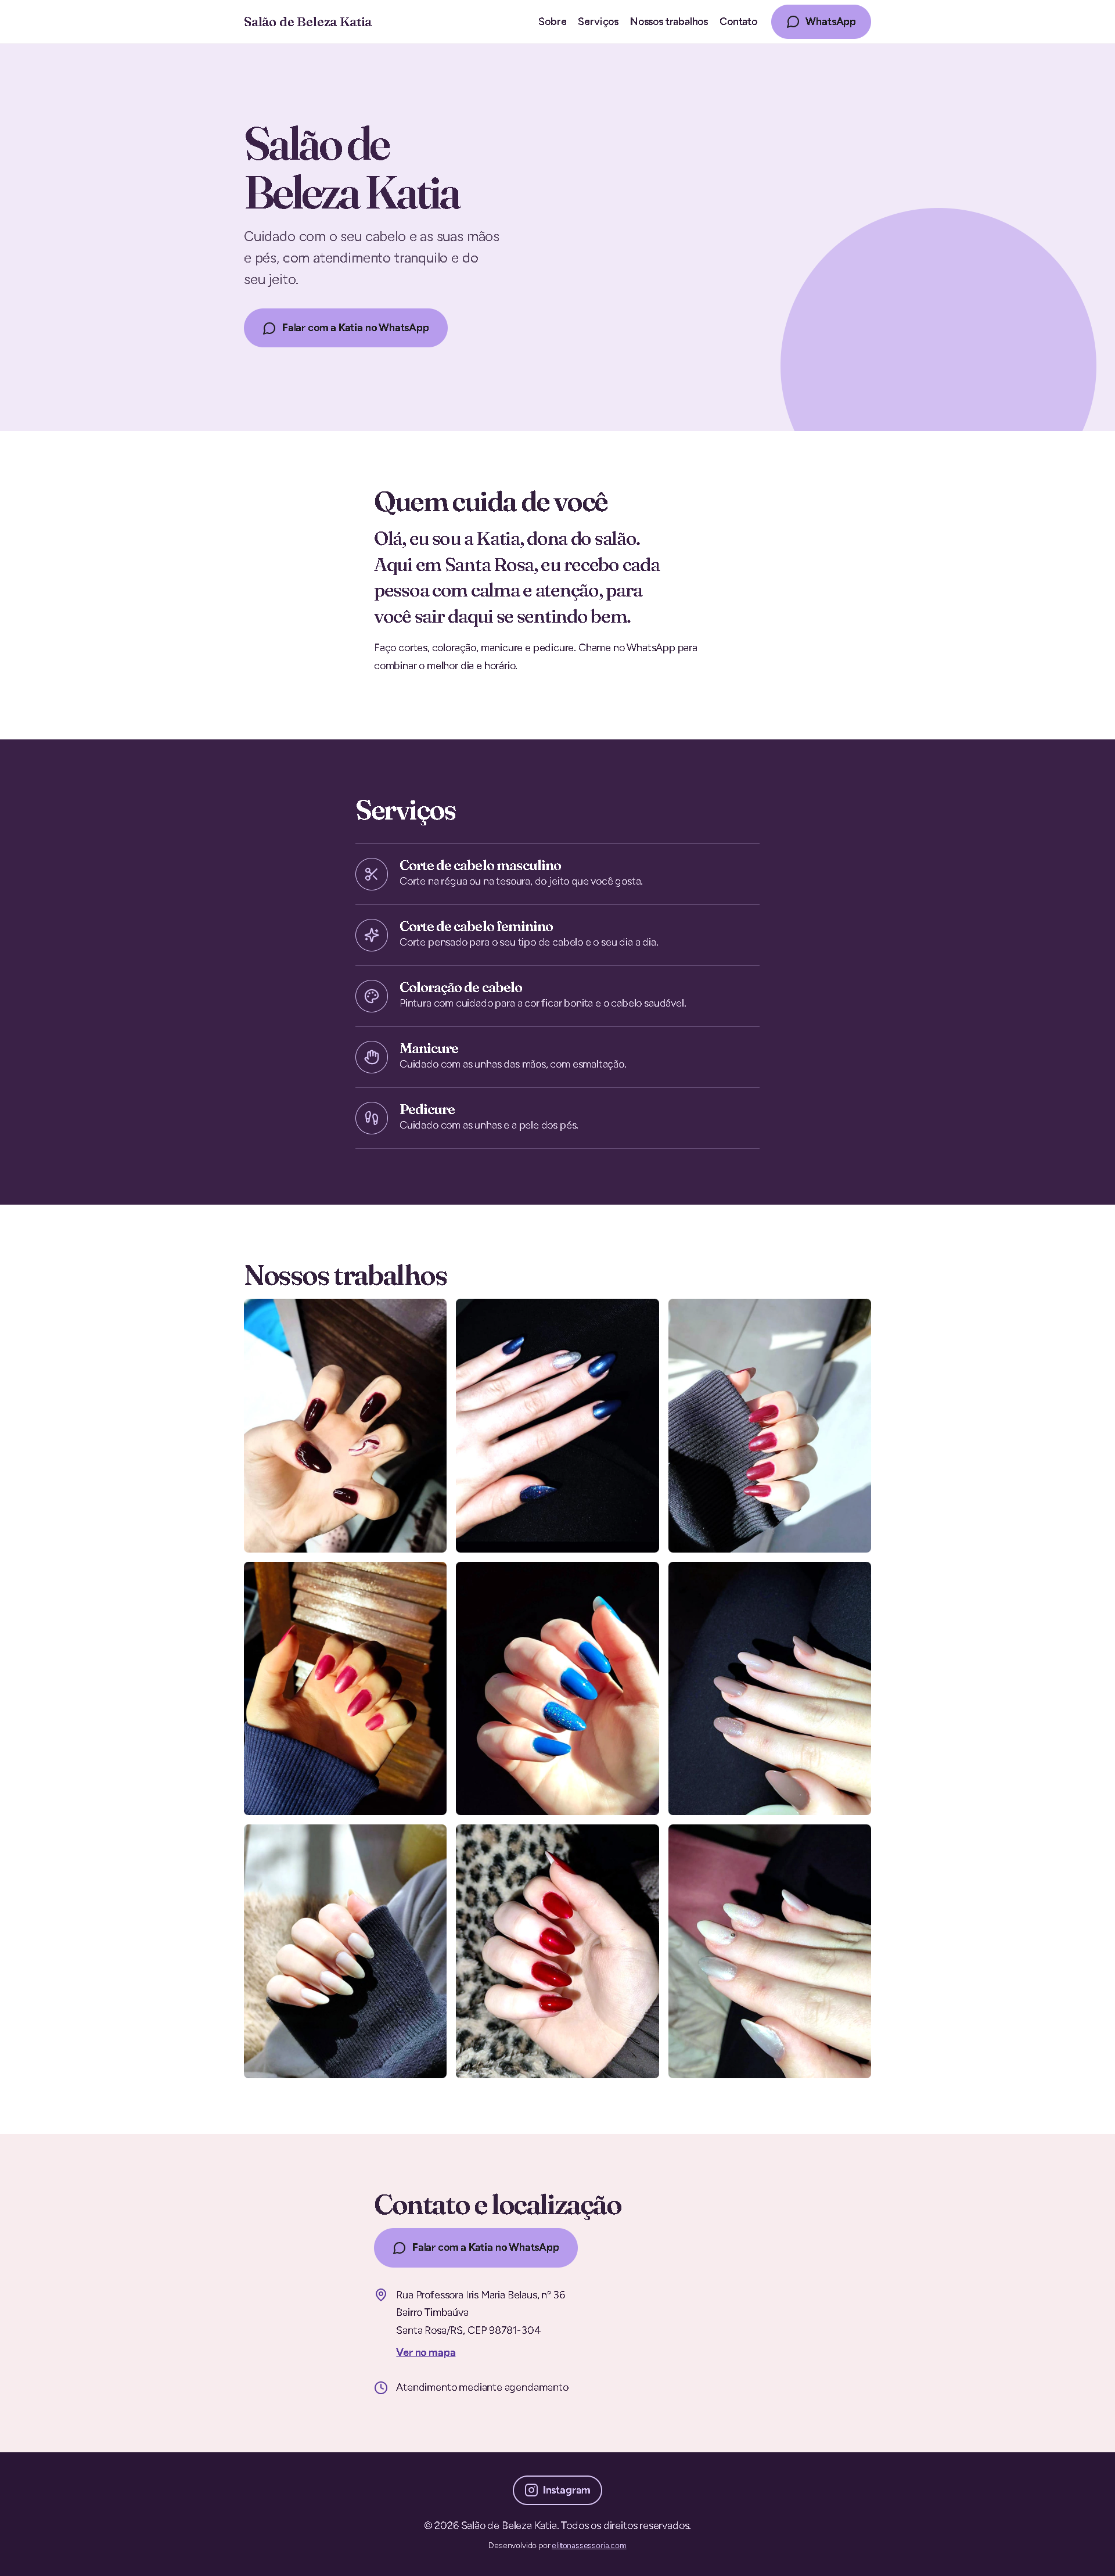 Salão de Beleza Katia
Sobre
Serviços
Nossos trabalhos
Contato
WhatsApp
Salão de
Beleza Katia
Cuidado com o seu cabelo e as suas mãos
e pés, com atendimento tranquilo e do
seu jeito.
Falar com a Katia no WhatsApp
Quem cuida de você
Olá, eu sou a Katia, dona do salão.
Aqui em Santa Rosa, eu recebo cada
pessoa com calma e atenção, para
você sair daqui se sentindo bem.
Faço cortes, coloração, manicure e pedicure. Chame no WhatsApp para
combinar o melhor dia e horário.
Serviços
Corte de cabelo masculino
Corte na régua ou na tesoura, do jeito que você gosta.
Corte de cabelo feminino
Corte pensado para o seu tipo de cabelo e o seu dia a dia.
Coloração de cabelo
Pintura com cuidado para a cor ficar bonita e o cabelo saudável.
Manicure
Cuidado com as unhas das mãos, com esmaltação.
Pedicure
Cuidado com as unhas e a pele dos pés.
Nossos trabalhos
Contato e localização
Falar com a Katia no WhatsApp
Rua Professora Iris Maria Belaus, nº 36
Bairro Timbaúva
Santa Rosa/RS, CEP 98781-304
Ver no mapa
Atendimento mediante agendamento
Instagram
© 2026 Salão de Beleza Katia. Todos os direitos reservados.
Desenvolvido por elitonassessoria.com